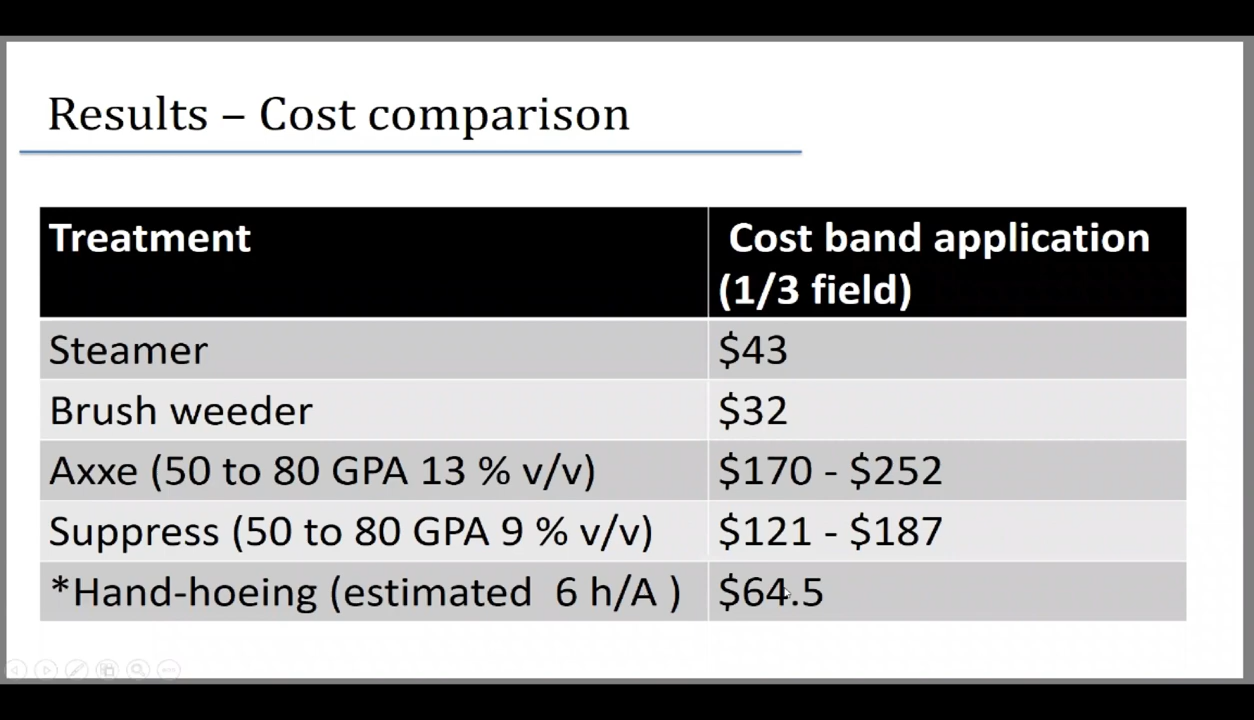 Results – Cost comparison
Treatment
Cost band application
(1/3 field)
Steamer
$43
Brush weeder
$32
Axxe (50 to 80 GPA 13 % v/v)
$170 - $252
Suppress (50 to 80 GPA 9 % v/v)
$121 - $187
*Hand-hoeing (estimated  6 h/A )
$64.5